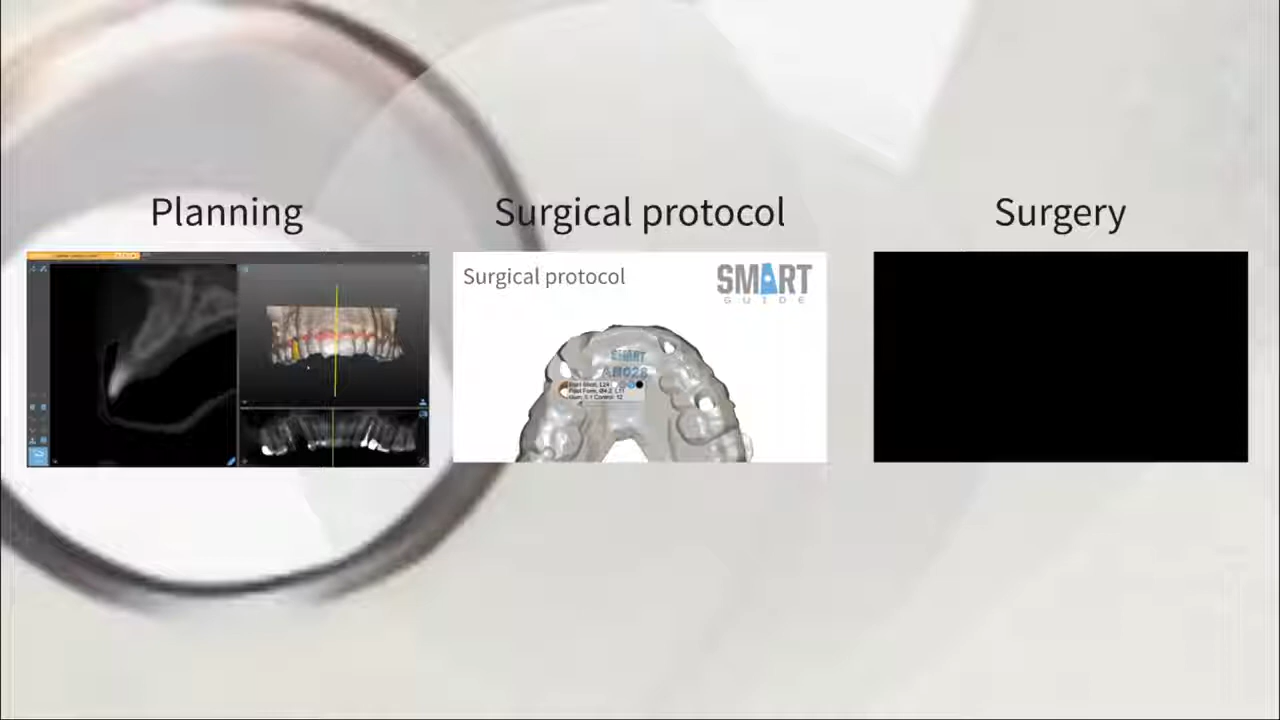 Planning
Surgical protocol
Surgery
Surgical protocol
SMART
GUIDE
SMART